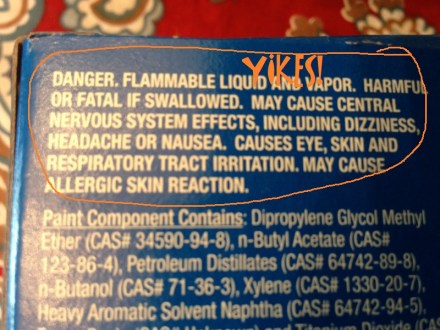 YiKES!
DANGER. FLAMMABLE LIQUID AND VAPOR. HARMFUL
OR FATAL IF SWALLOWED. MAY CAUSE CENTRAL
NERVOUS SYSTEM EFFECTS, INCLUDING DIZZINESS,
HEADACHE OR NAUSEA. CAUSES EYE, SKIN AND
RESPIRATORY TRACT IRRITATION. MAY CAUSE
ALLERGIC SKIN REACTION.
Paint Component Contains: Dipropylene Glycol Methyl
Ether (CAS# 34590-94-8), n-Butyl Acetate (CAS#
123-86-4), Petroleum Distillates (CAS# 64742-89-8),
n-Butanol (CAS# 71-36-3), Xylene (CAS# 1330-20-7),
Heavy Aromatic Solvent Naphtha (CAS# 64742-94-5),